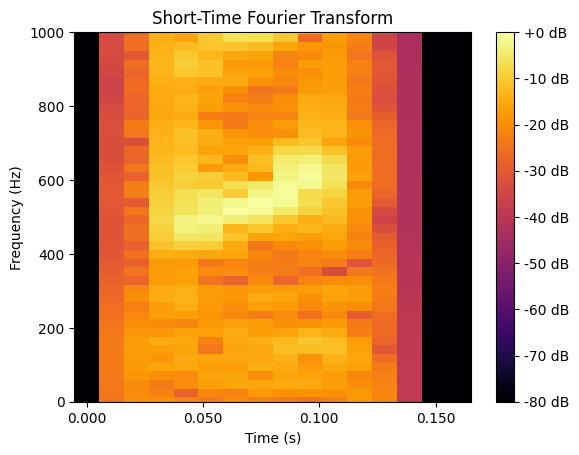 Short-Time Fourier Transform
1000
800
600
400
200
0
Frequency (Hz)
0.000
0.050
0.100
0.150
Time (s)
+0 dB
-10 dB
-20 dB
-30 dB
-40 dB
-50 dB
-60 dB
-70 dB
-80 dB